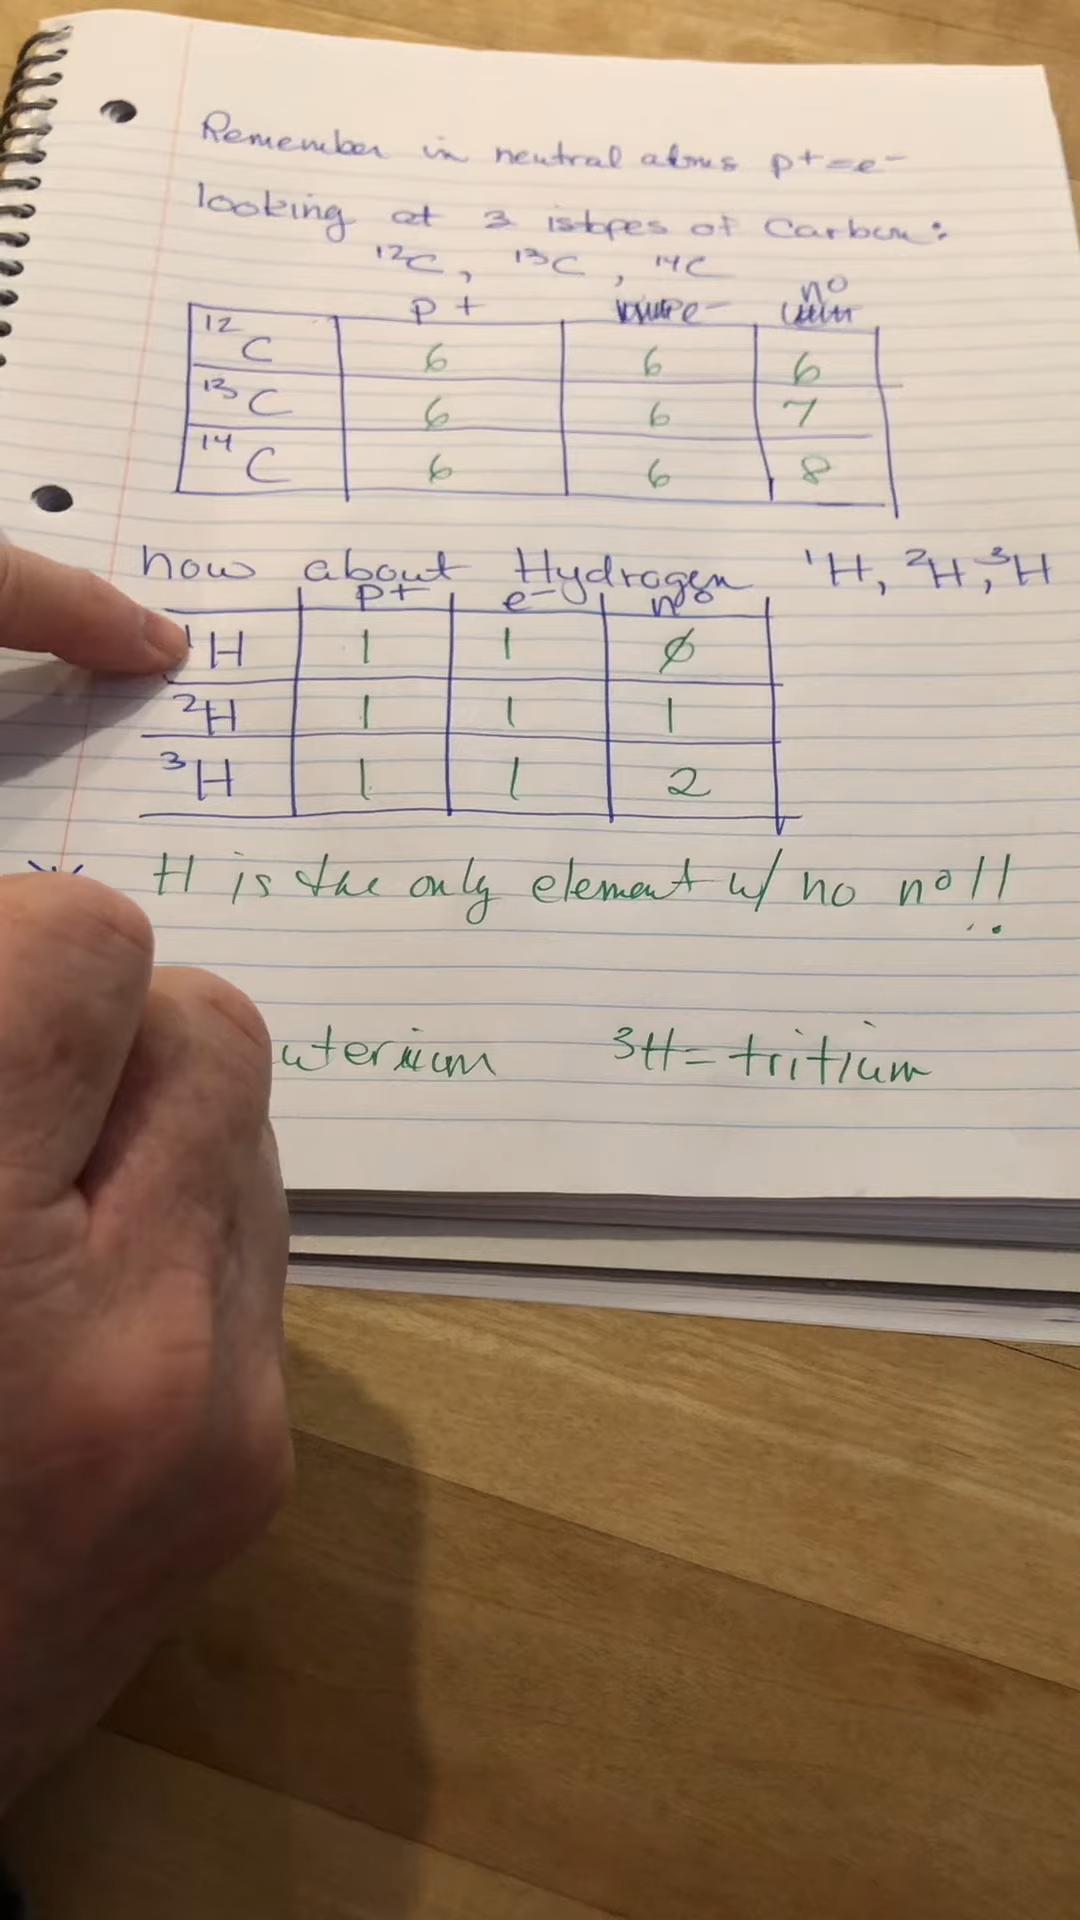 Remember in neutral atoms p+=e-
looking at 3 istopes of Carbon:
¹²C, ¹³C, ¹⁴C
p+ e- n⁰
¹²C 6 6 6
¹³C 6 6 7
¹⁴C 6 6 8
how about Hydrogen ¹H, ²H, ³H
p+ e- n⁰
¹H 1 1 ∅
²H 1 1 1
³H 1 1 2
H is the only element w/ no n⁰!!
uterium ³H = tritium